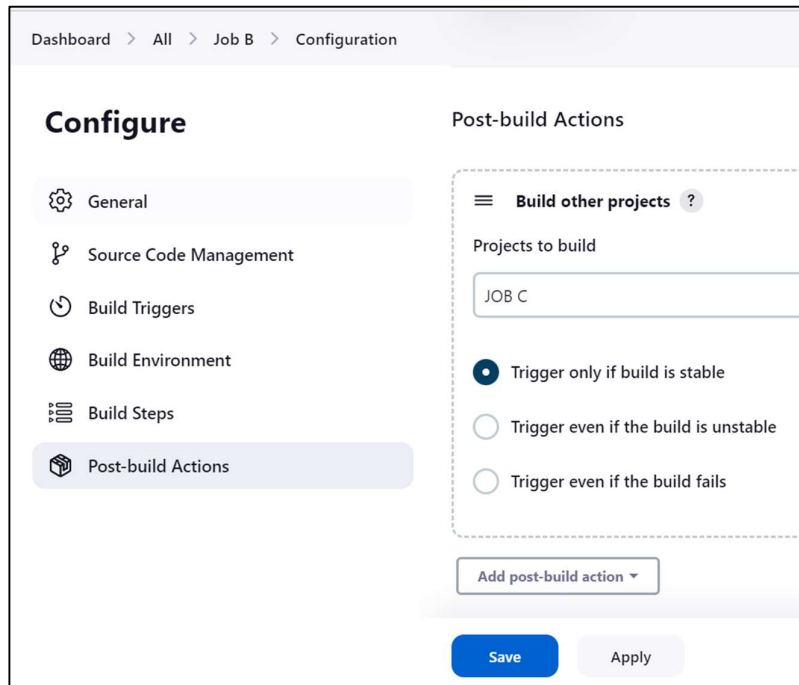 Dashboard > All > Job B > Configuration
Configure
General
Source Code Management
Build Triggers
Build Environment
Build Steps
Post-build Actions
Post-build Actions
Build other projects ?
Projects to build
JOB C
Trigger only if build is stable
Trigger even if the build is unstable
Trigger even if the build fails
Add post-build action
Save Apply